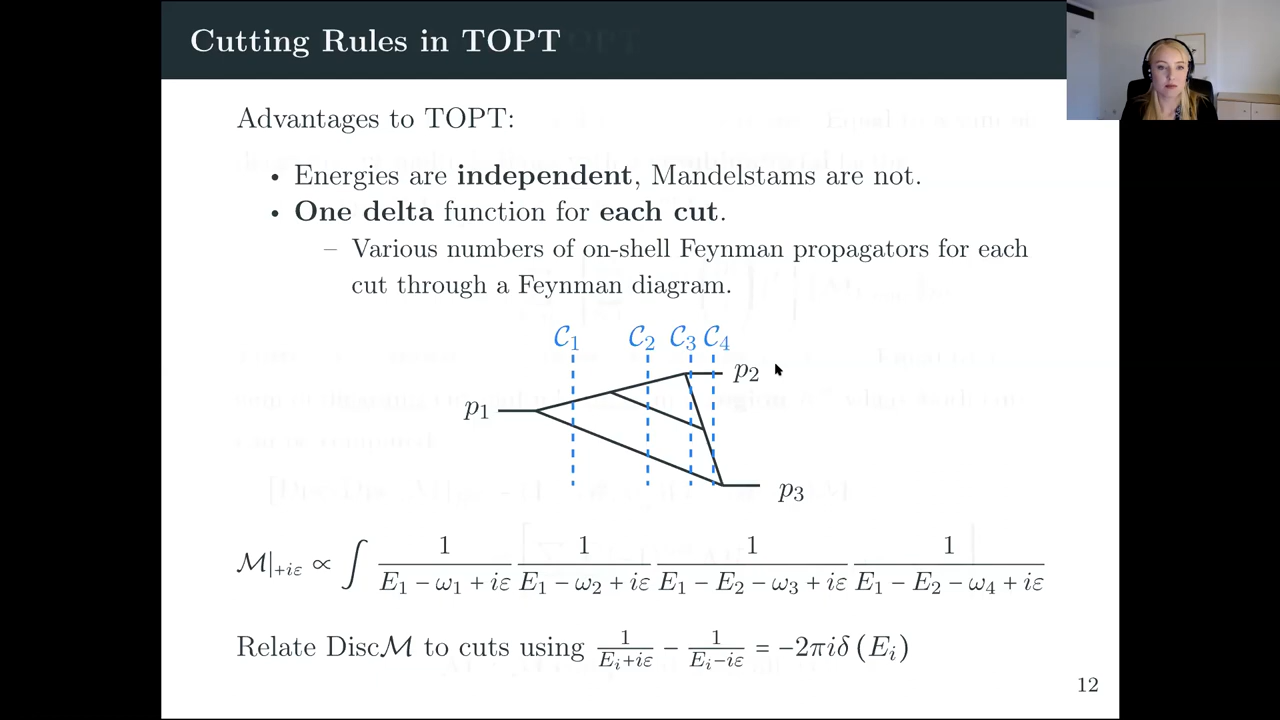 Cutting Rules in TOPT
Advantages to TOPT:
• Energies are independent, Mandelstams are not.
• One delta function for each cut.
– Various numbers of on-shell Feynman propagators for each
cut through a Feynman diagram.
𝒞₁ 𝒞₂ 𝒞₃ 𝒞₄
p₂
p₁
p₃
ℳ|₊ᵢε ∝ ∫ 1/(E₁ − ω₁ + iε) 1/(E₁ − ω₂ + iε) 1/(E₁ − E₂ − ω₃ + iε) 1/(E₁ − E₂ − ω₄ + iε)
Relate Discℳ to cuts using 1/(Eᵢ+iε) − 1/(Eᵢ−iε) = −2πiδ (Eᵢ)
12